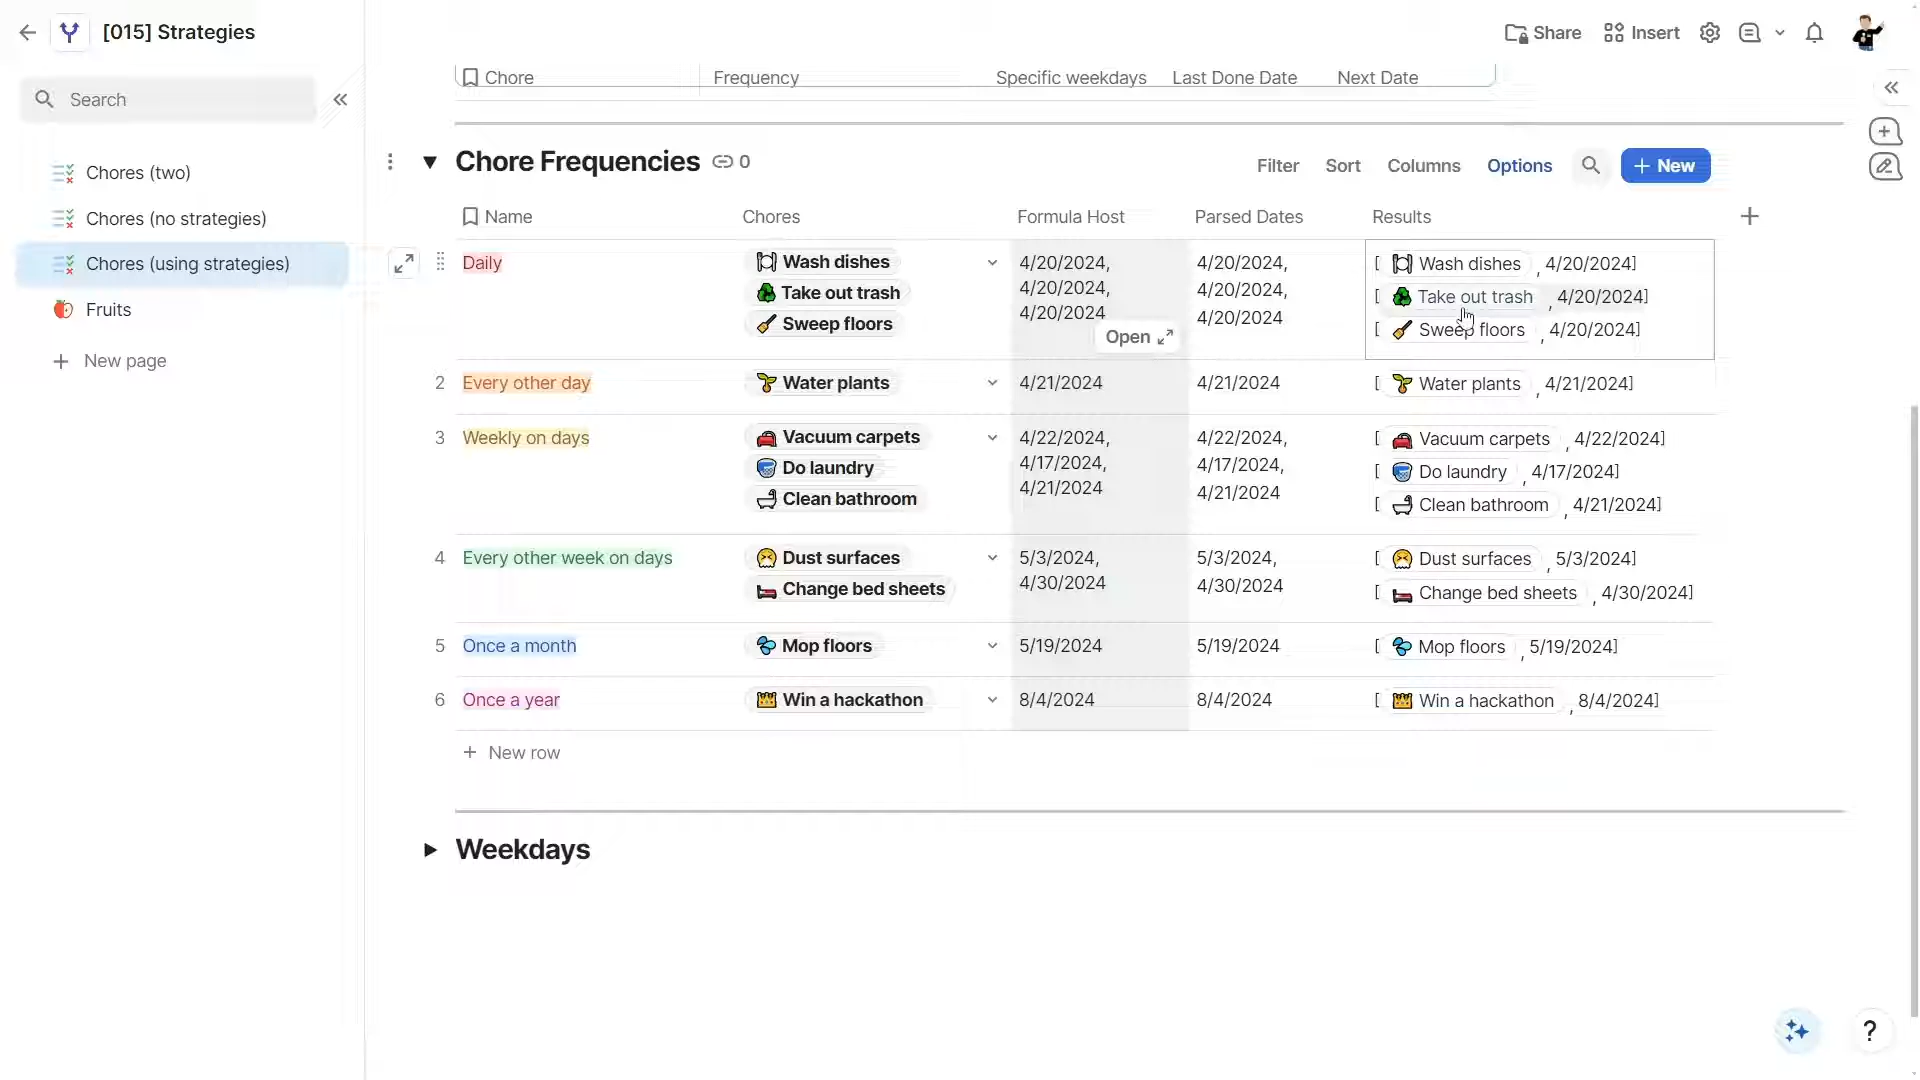 [015] Strategies
Share
Insert
Search
Chores (two)
Chores (no strategies)
Chores (using strategies)
Fruits
+ New page
Chore Frequency Specific weekdays Last Done Date Next Date
Chore Frequencies 0
Filter Sort Columns Options + New
Name Chores Formula Host Parsed Dates Results +
Daily
Wash dishes
Take out trash
Sweep floors
4/20/2024,
4/20/2024,
4/20/2024
Open
4/20/2024,
4/20/2024,
4/20/2024
[ Wash dishes , 4/20/2024]
[ Take out trash , 4/20/2024]
[ Sweep floors , 4/20/2024]
2 Every other day Water plants 4/21/2024 4/21/2024 [ Water plants , 4/21/2024]
3 Weekly on days
Vacuum carpets
Do laundry
Clean bathroom
4/22/2024,
4/17/2024,
4/21/2024
4/22/2024,
4/17/2024,
4/21/2024
[ Vacuum carpets , 4/22/2024]
[ Do laundry , 4/17/2024]
[ Clean bathroom , 4/21/2024]
4 Every other week on days
Dust surfaces
Change bed sheets
5/3/2024,
4/30/2024
5/3/2024,
4/30/2024
[ Dust surfaces , 5/3/2024]
[ Change bed sheets , 4/30/2024]
5 Once a month Mop floors 5/19/2024 5/19/2024 [ Mop floors , 5/19/2024]
6 Once a year Win a hackathon 8/4/2024 8/4/2024 [ Win a hackathon , 8/4/2024]
+ New row
Weekdays
?